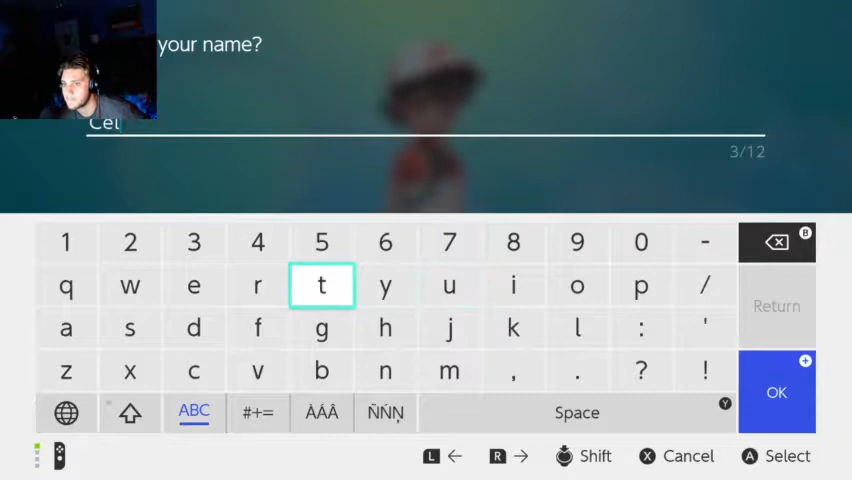 your name?
Cel
3/12
1 2 3 4 5 6 7 8 9 0 -
q w e r t y u i o p /
Return
a s d f g h j k l : '
z x c v b n m , . ? !
OK
ABC #+= ÀÁÂ ÑŃŅ Space
B
+
Y
L ← R → Shift X Cancel A Select